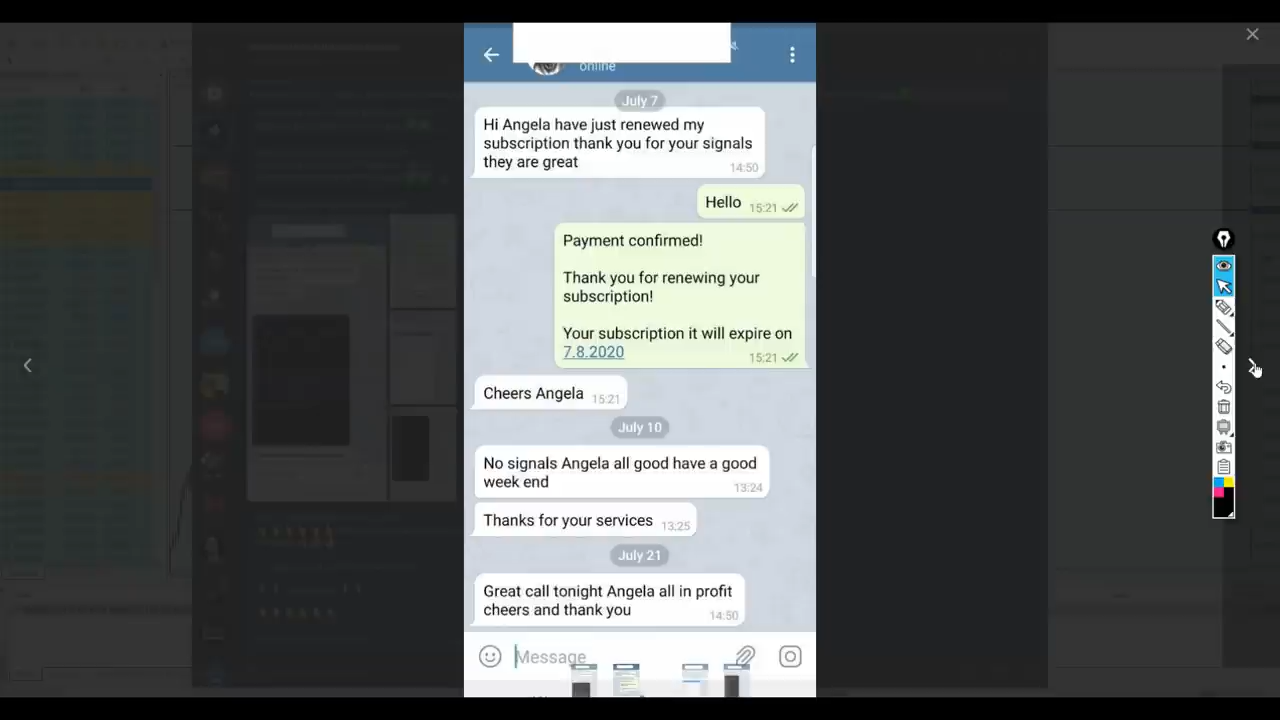 online
July 7
Hi Angela have just renewed my
subscription thank you for your signals
they are great
14:50
Hello
15:21
Payment confirmed!
Thank you for renewing your
subscription!
Your subscription it will expire on
7.8.2020
15:21
Cheers Angela
15:21
July 10
No signals Angela all good have a good
week end
13:24
Thanks for your services
13:25
July 21
Great call tonight Angela all in profit
cheers and thank you
14:50
Message